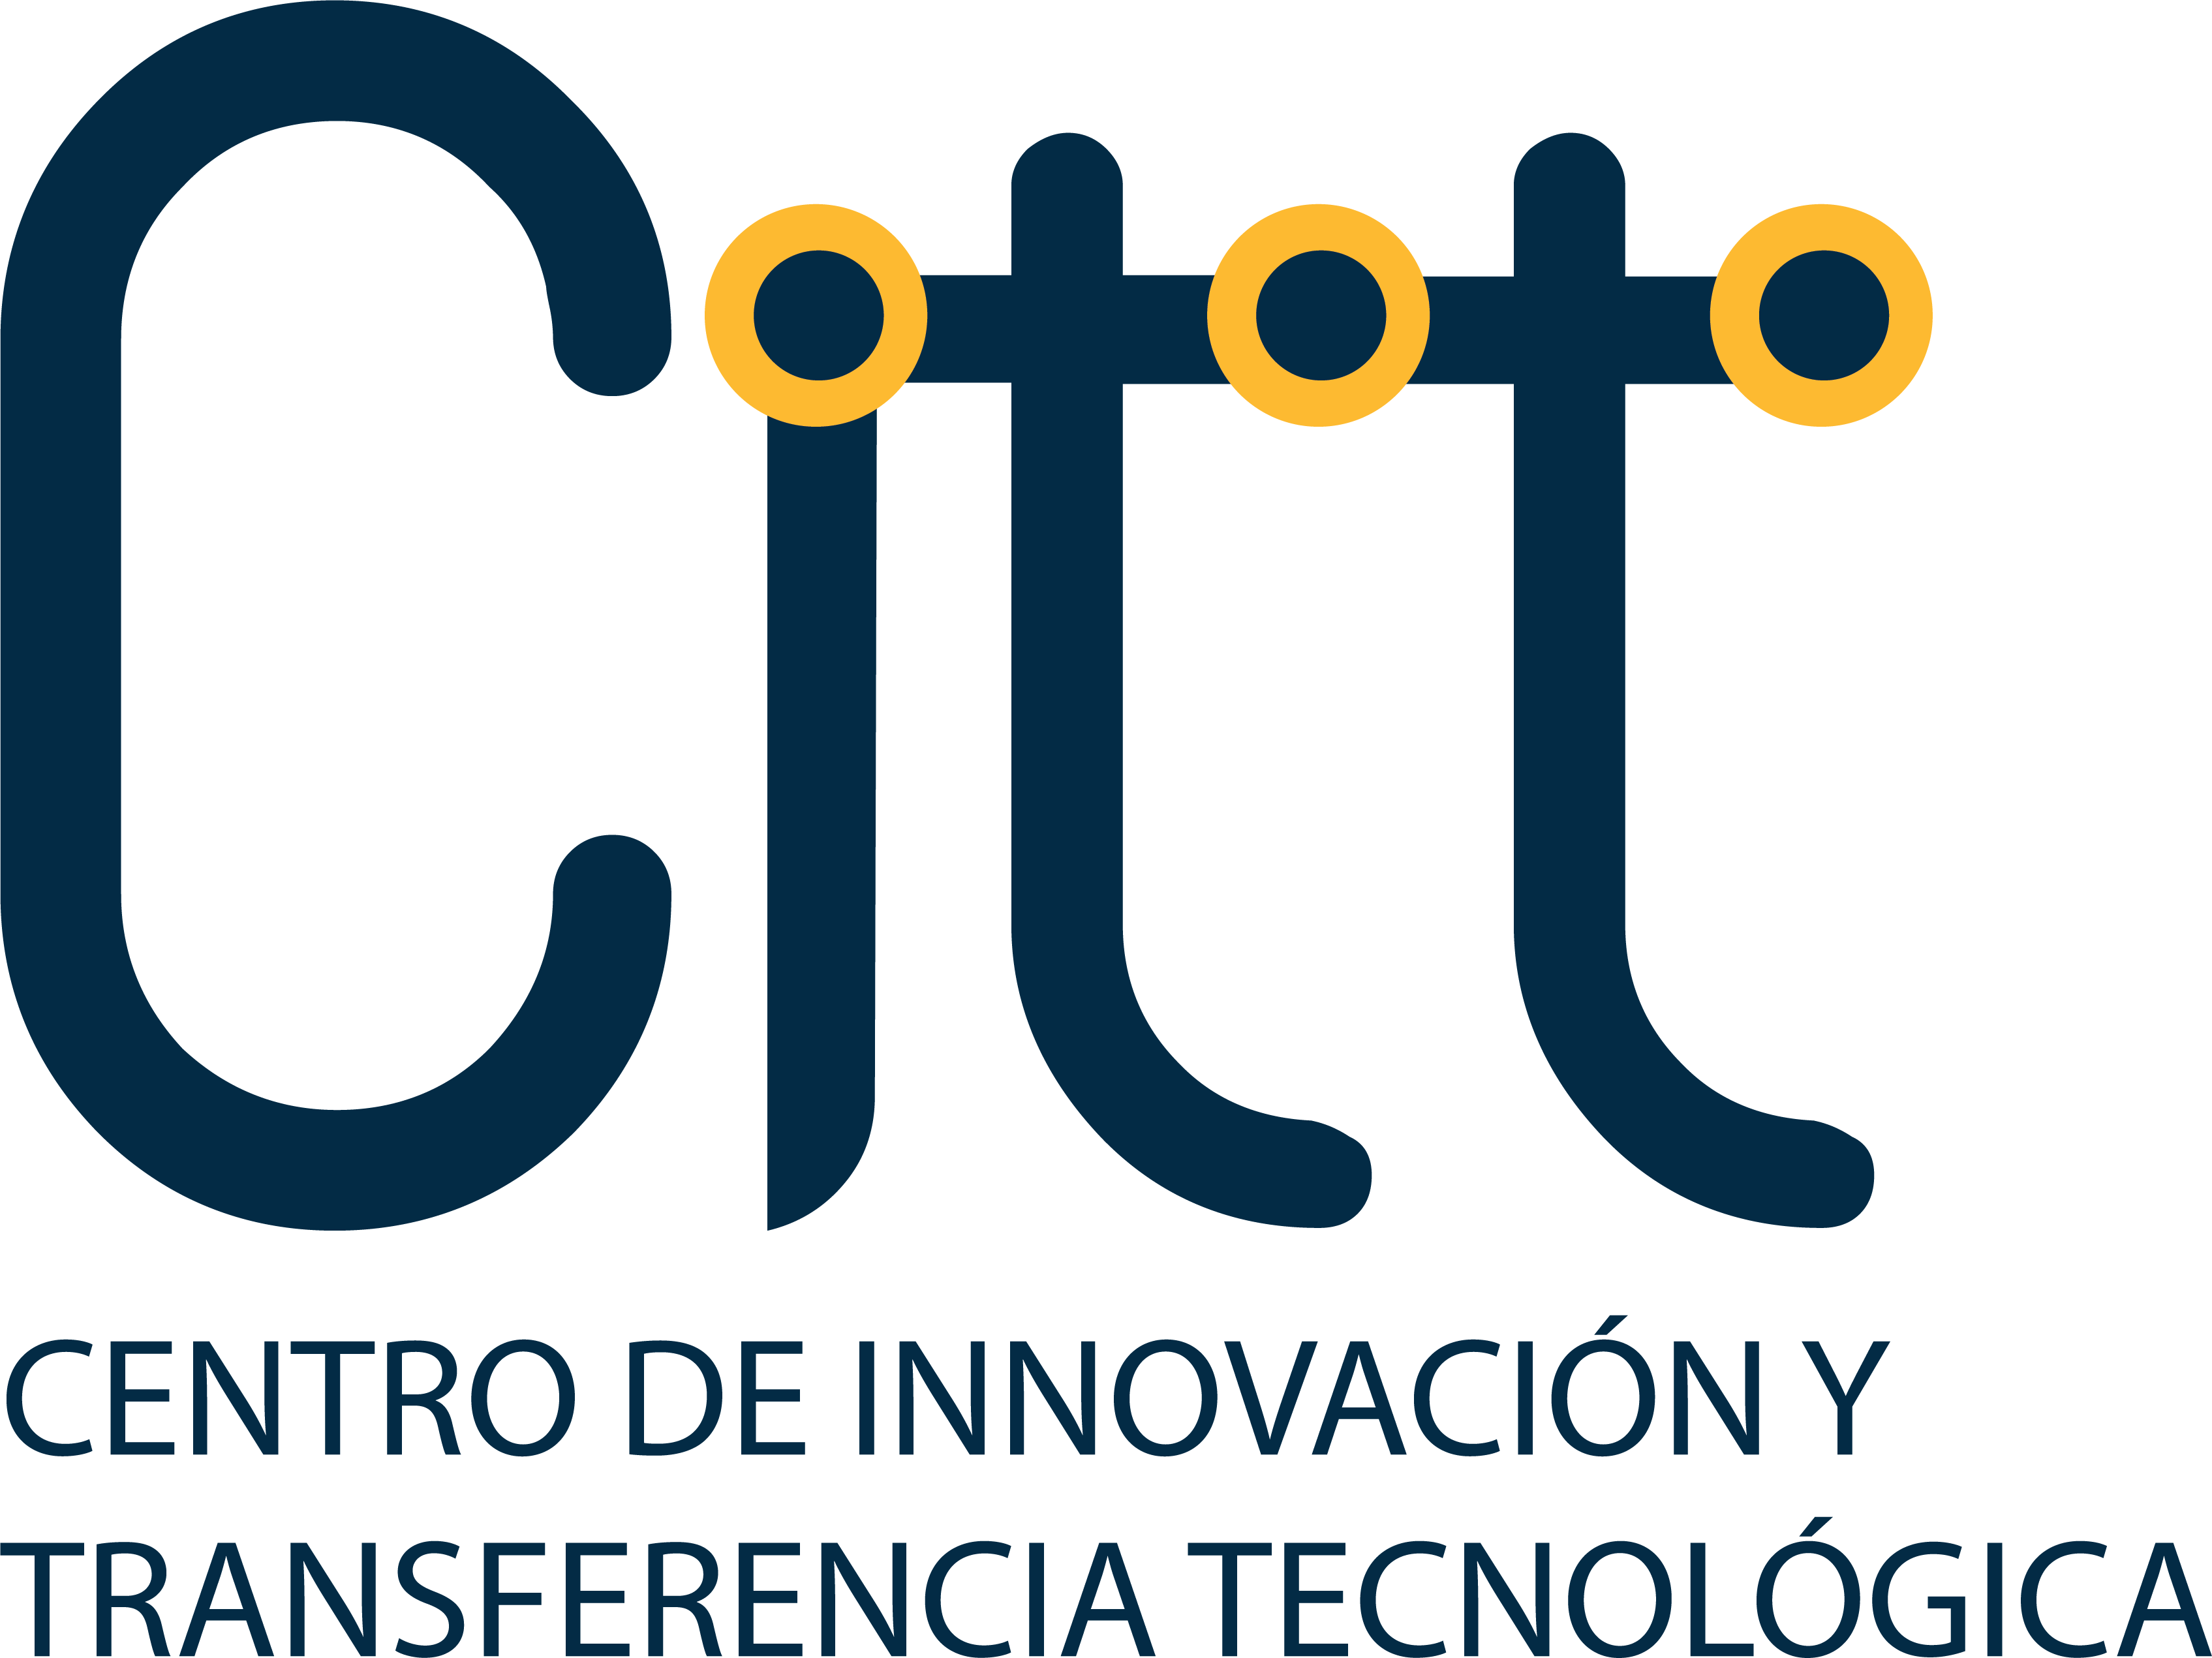 Citt
CENTRO DE INNOVACIÓN Y
TRANSFERENCIA TECNOLÓGICA